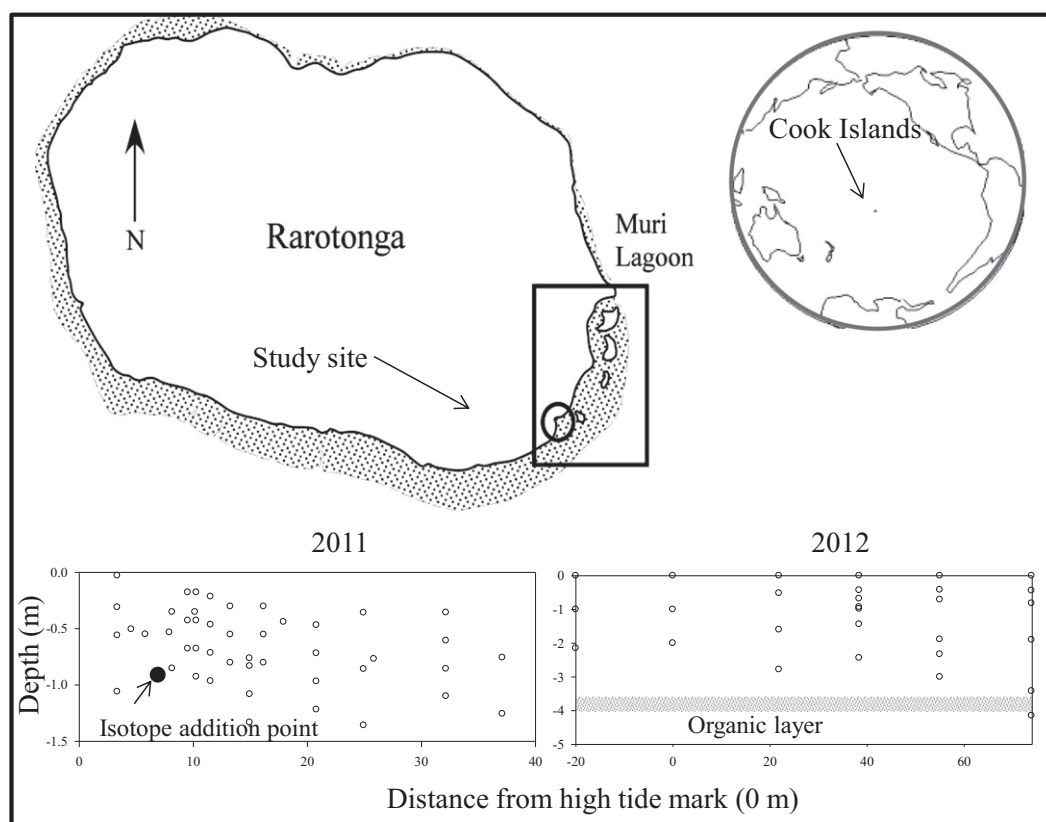 Cook Islands
N
Rarotonga
Muri
Lagoon
Study site
2011
2012
Depth (m)
0.0
-0.5
-1.0
-1.5
Isotope addition point
0
10
20
30
40
0
-1
-2
-3
-4
-5
Organic layer
-20
0
20
40
60
Distance from high tide mark (0 m)